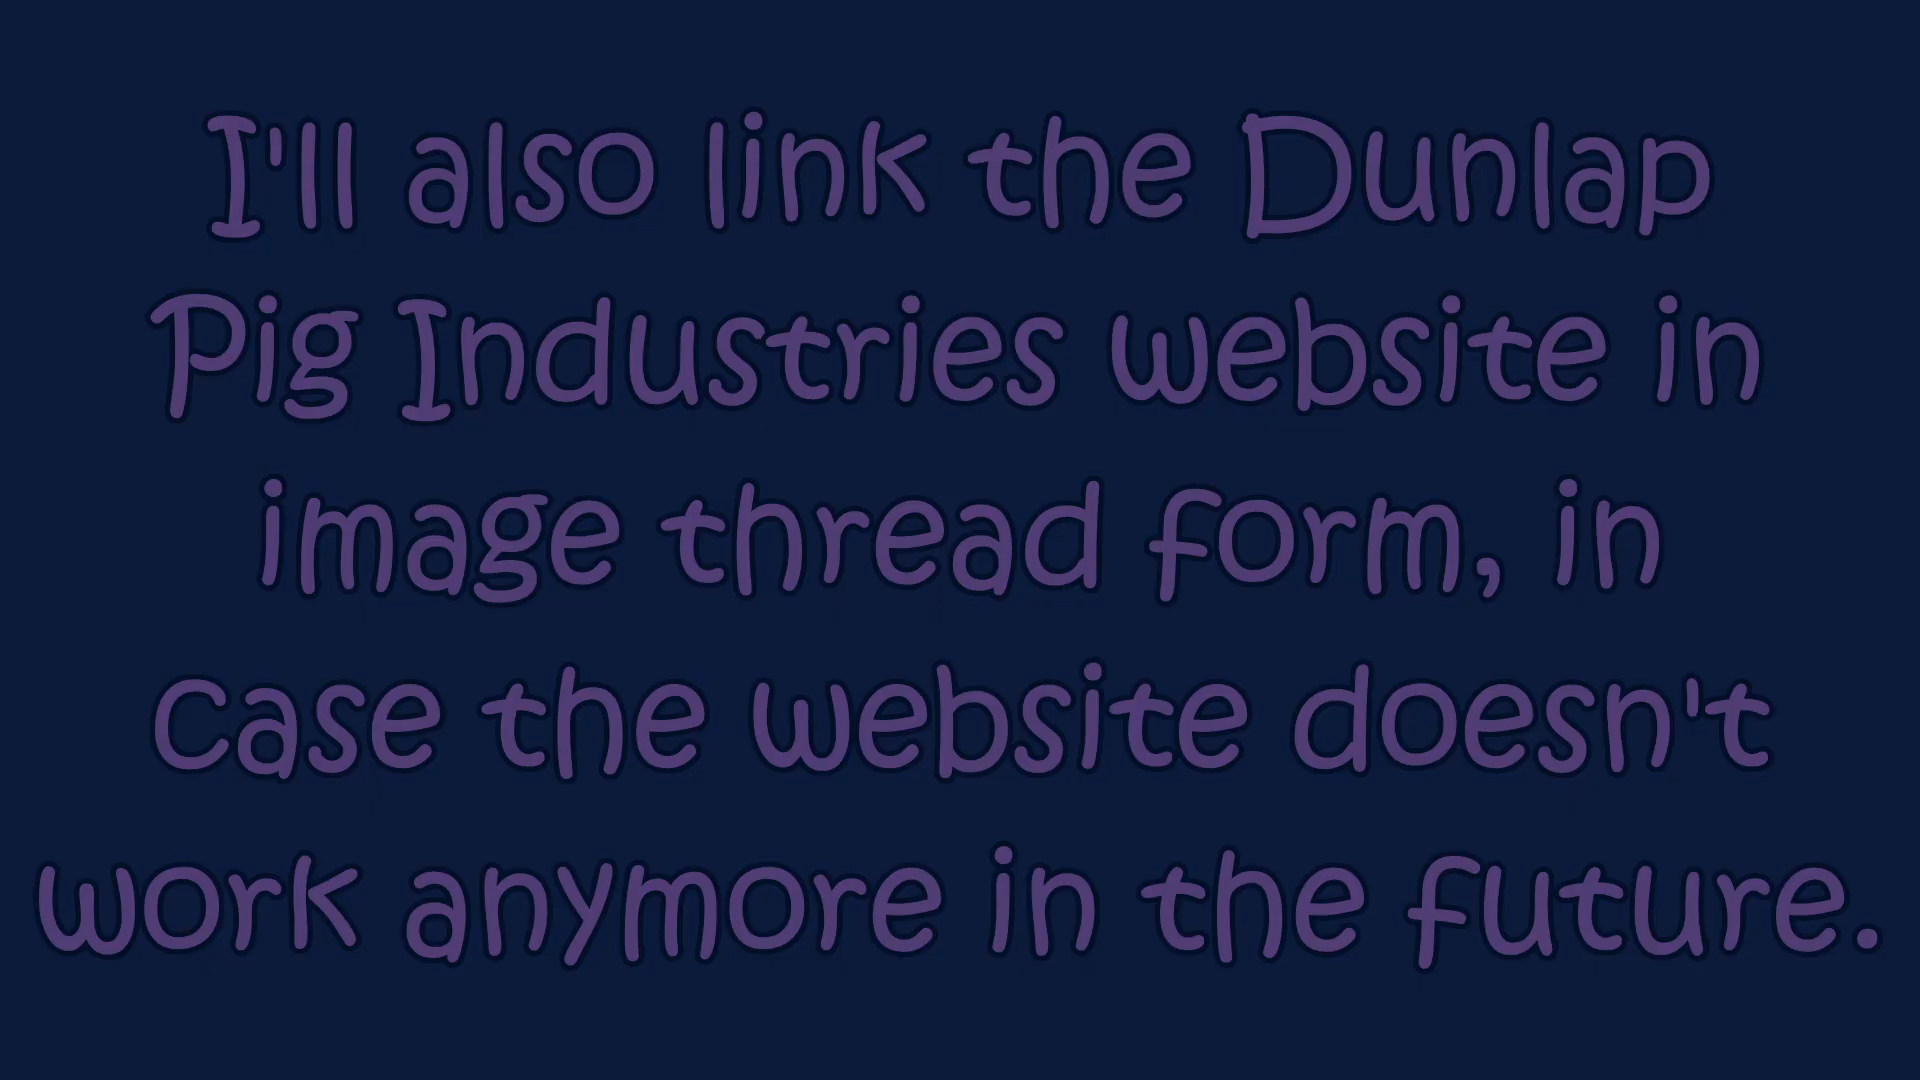 I'll also link the Dunlap
Pig Industries website in
image thread form, in
case the website doesn't
work anymore in the future.